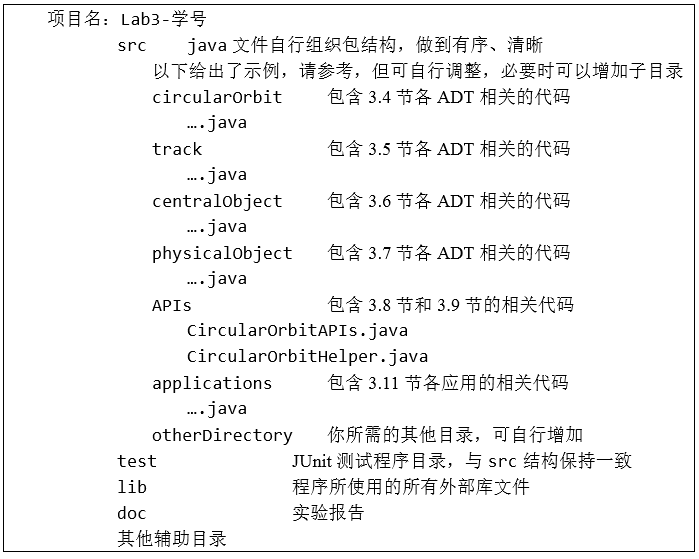 项目名：Lab3-学号
src java 文件自行组织包结构，做到有序、清晰
以下给出了示例，请参考，但可自行调整，必要时可以增加子目录
circularOrbit 包含 3.4 节各 ADT 相关的代码
….java
track 包含 3.5 节各 ADT 相关的代码
….java
centralObject 包含 3.6 节各 ADT 相关的代码
….java
physicalObject 包含 3.7 节各 ADT 相关的代码
….java
APIs 包含 3.8 节和 3.9 节的相关代码
CircularOrbitAPIs.java
CircularOrbitHelper.java
applications 包含 3.11 节各应用的相关代码
….java
otherDirectory 你所需的其他目录，可自行增加
test JUnit 测试程序目录，与 src 结构保持一致
lib 程序所使用的所有外部库文件
doc 实验报告
其他辅助目录